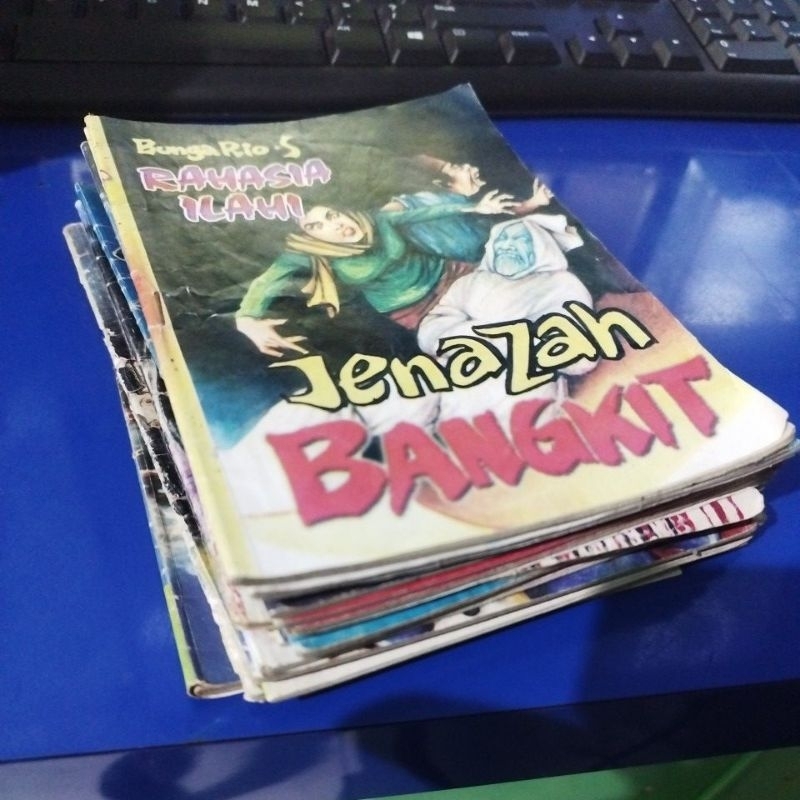 Bunga Rio.S
RAHASIA
ILAHI
JenaZah
BANGKIT